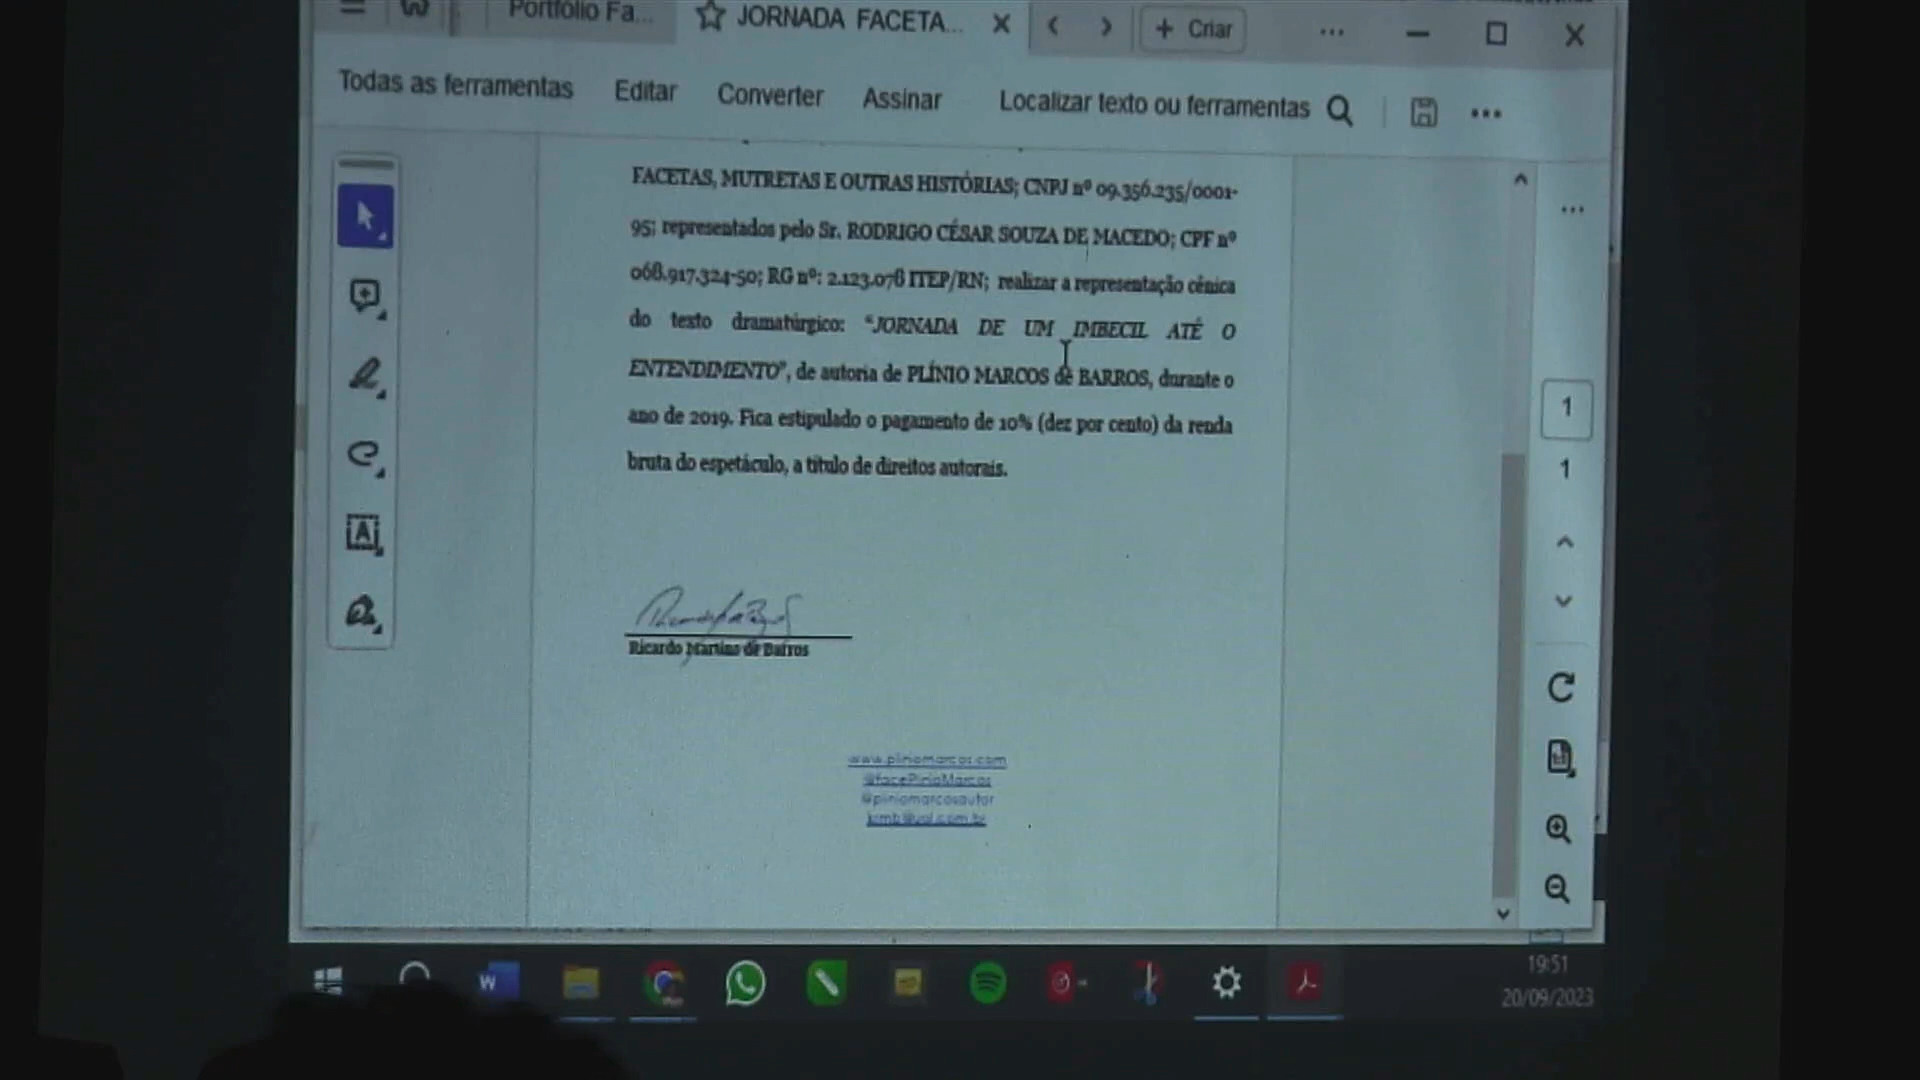 Portfólio Fa...
JORNADA FACETA...
Criar
Todas as ferramentas
Editar
Converter
Assinar
Localizar texto ou ferramentas
FACETAS, MUTRETAS E OUTRAS HISTÓRIAS; CNPJ nº 09.356.235/0001-
95; representados pelo Sr. RODRIGO CÉSAR SOUZA DE MACEDO; CPF nº
068.917.324-50; RG nº: 2.123.078 ITEP/RN; realizar a representação cênica
do texto dramatúrgico: “JORNADA DE UM IMBECIL ATÉ O
ENTENDIMENTO”, de autoria de PLÍNIO MARCOS de BARROS, durante o
ano de 2019. Fica estipulado o pagamento de 10% (dez por cento) da renda
bruta do espetáculo, a título de direitos autorais.
Ricardo Martins de Barros
www.pliniomarcos.com
@pliniomarcosautor
1
1
19:51
20/09/2023